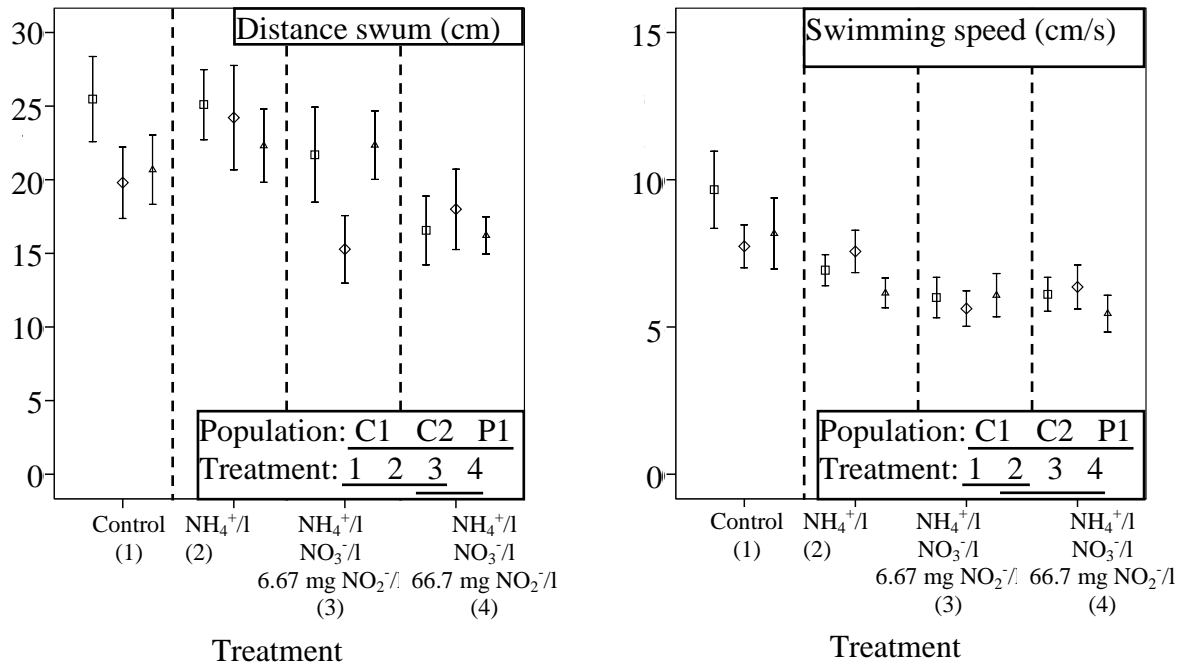 Distance swum (cm)
30
25
20
15
10
5
0
Population: C1 C2 P1
Treatment: 1 2 3 4
Control
(1)
NH₄⁺/l
(2)
NH₄⁺/l
NO₃⁻/l
6.67 mg NO₂⁻/l
(3)
NH₄⁺/l
NO₃⁻/l
66.7 mg NO₂⁻/l
(4)
Treatment
Swimming speed (cm/s)
15
10
5
0
Population: C1 C2 P1
Treatment: 1 2 3 4
Control
(1)
NH₄⁺/l
(2)
NH₄⁺/l
NO₃⁻/l
6.67 mg NO₂⁻/l
(3)
NH₄⁺/l
NO₃⁻/l
66.7 mg NO₂⁻/l
(4)
Treatment